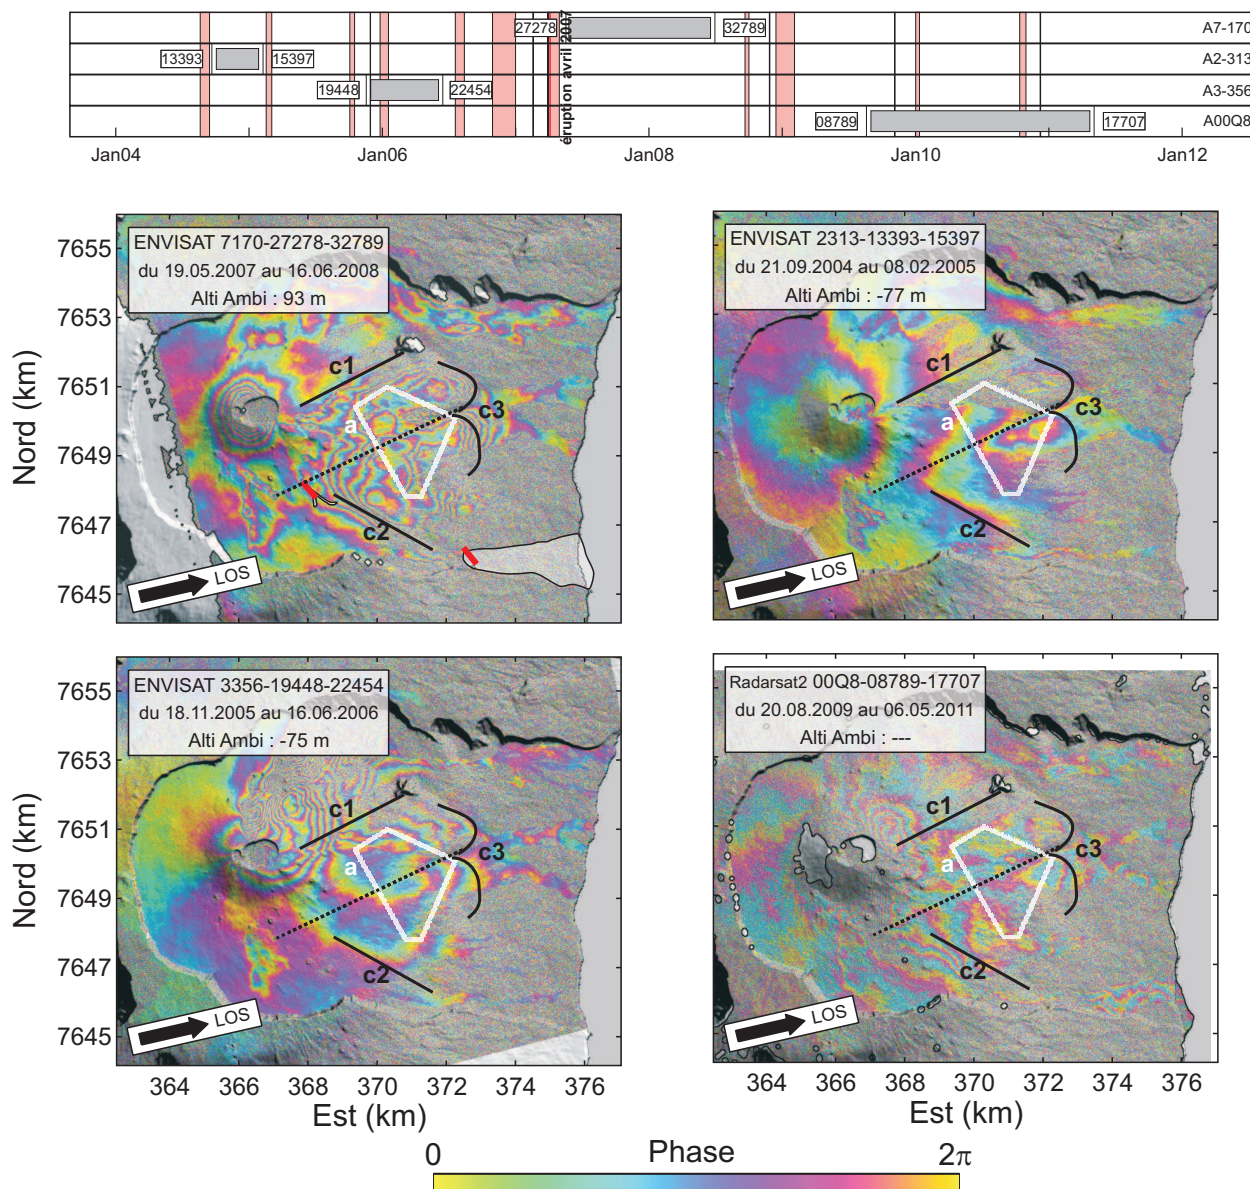 27278
32789
A7-170
13393
15397
A2-313
19448
22454
A3-356
08789
17707
A00Q8
éruption avril 2007
Jan04
Jan06
Jan08
Jan10
Jan12
ENVISAT 7170-27278-32789
du 19.05.2007 au 16.06.2008
Alti Ambi : 93 m
7655
7653
7651
7649
7647
7645
Nord (km)
c1
c3
a
c2
LOS
ENVISAT 2313-13393-15397
du 21.09.2004 au 08.02.2005
Alti Ambi : -77 m
c1
c3
a
c2
LOS
ENVISAT 3356-19448-22454
du 18.11.2005 au 16.06.2006
Alti Ambi : -75 m
7655
7653
7651
7649
7647
7645
Nord (km)
c1
c3
a
c2
LOS
364
366
368
370
372
374
376
Est (km)
Radarsat2 00Q8-08789-17707
du 20.08.2009 au 06.05.2011
Alti Ambi : ---
c1
c3
a
c2
LOS
364
366
368
370
372
374
376
Est (km)
0
Phase
2π